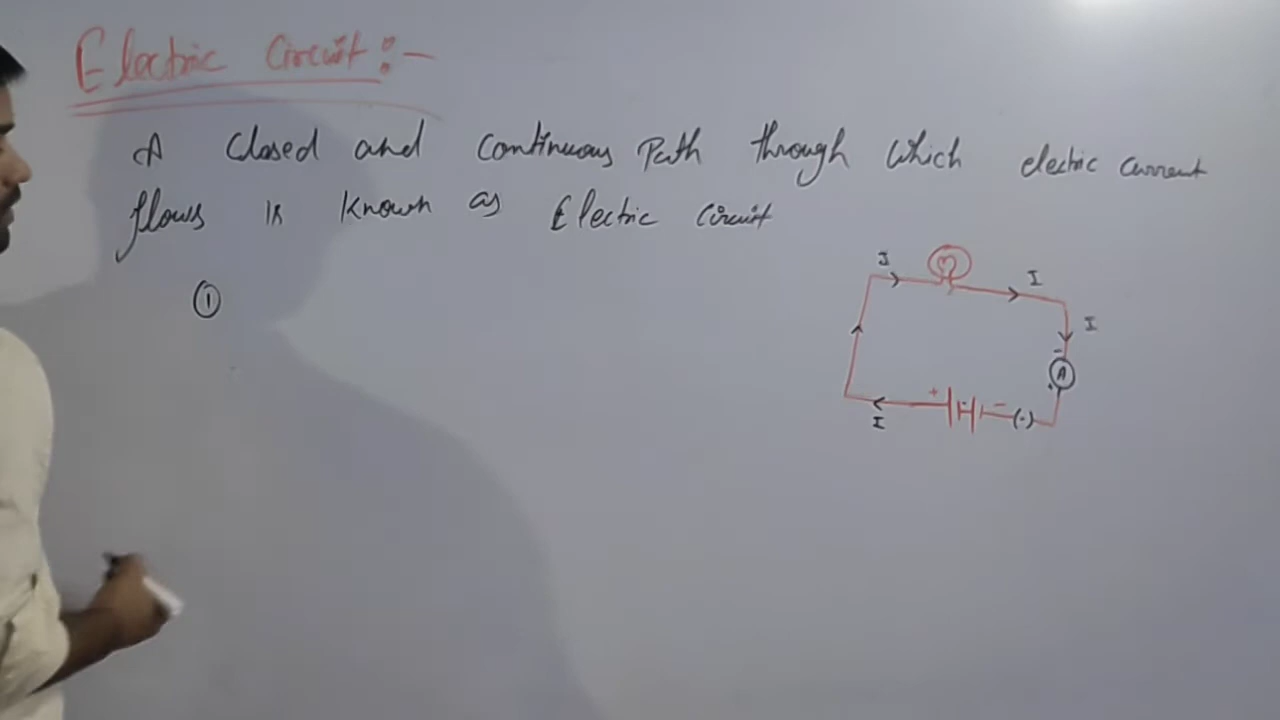 Electric Circuit :-
A closed and continuous Path through which electric current
flows is known as Electric Circuit
①
I
I
I
-
A
+
+ -
(·)
I